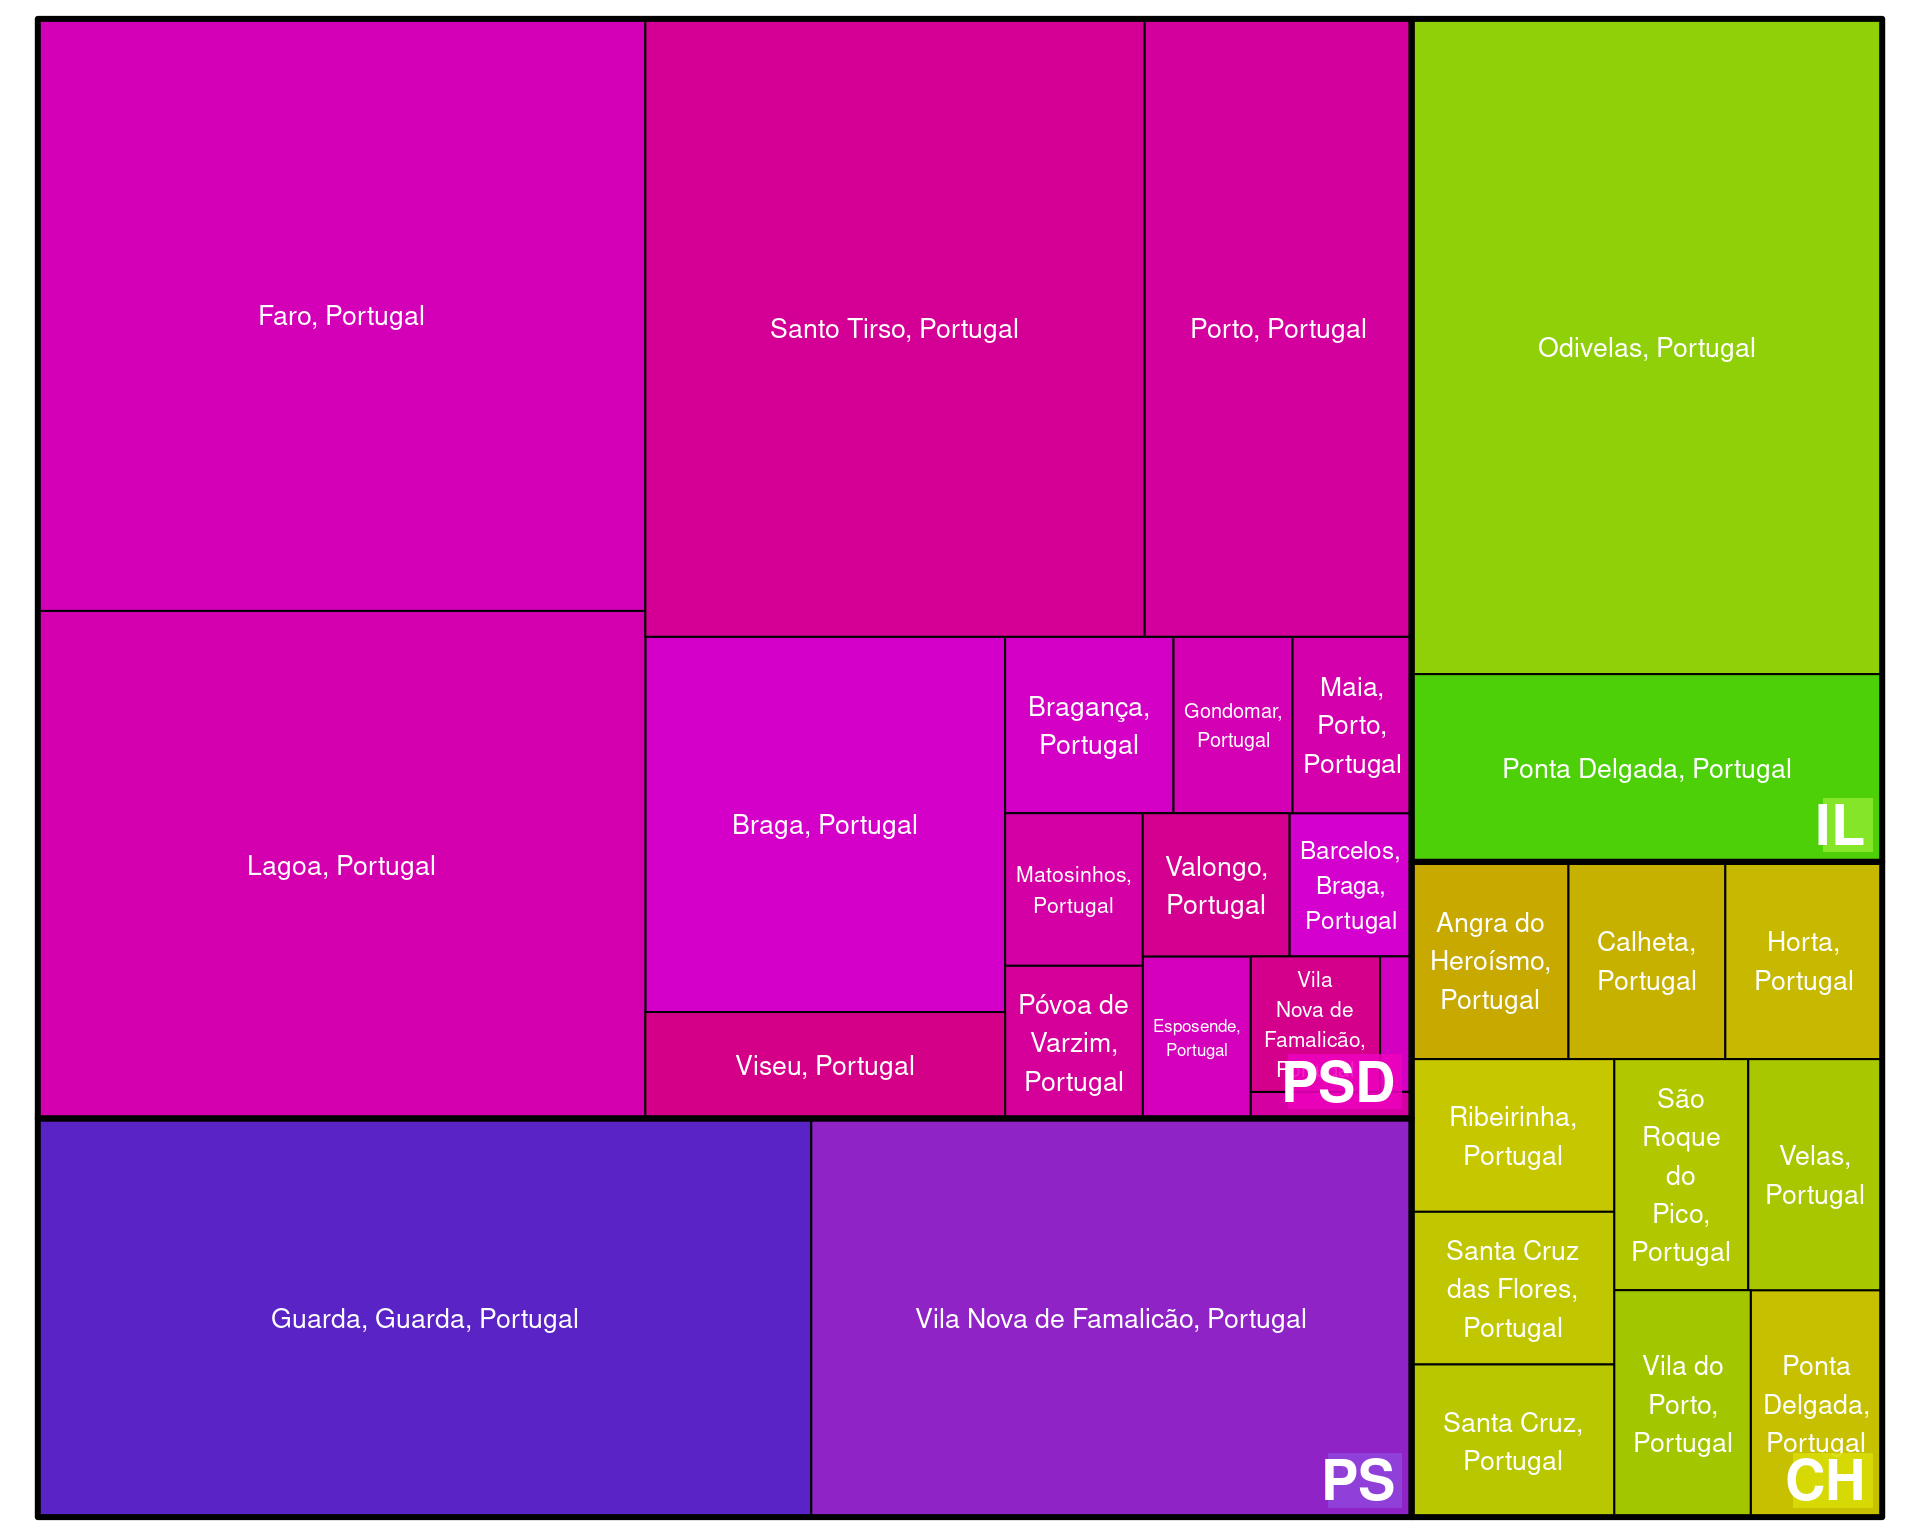 Faro, Portugal
Santo Tirso, Portugal
Porto, Portugal
Odivelas, Portugal
Lagoa, Portugal
Braga, Portugal
Bragança,
Portugal
Gondomar,
Portugal
Maia,
Porto,
Portugal
Ponta Delgada, Portugal
IL
Matosinhos,
Portugal
Valongo,
Portugal
Barcelos,
Braga,
Portugal
Viseu, Portugal
Póvoa de
Varzim,
Portugal
Esposende,
Portugal
Vila
Nova de
Famalicão,
PSD
Angra do
Heroísmo,
Portugal
Calheta,
Portugal
Horta,
Portugal
Ribeirinha,
Portugal
São
Roque
do
Pico,
Portugal
Velas,
Portugal
Santa Cruz
das Flores,
Portugal
Santa Cruz,
Portugal
Vila do
Porto,
Portugal
Ponta
Delgada,
Portugal
CH
Guarda, Guarda, Portugal
Vila Nova de Famalicão, Portugal
PS